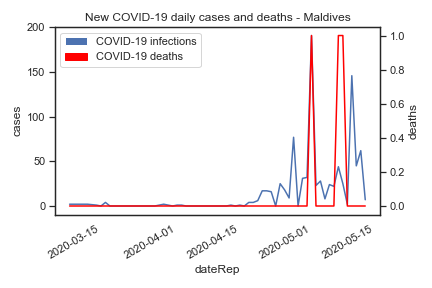 New COVID-19 daily cases and deaths - Maldives
COVID-19 infections
COVID-19 deaths
cases
200
150
100
50
0
deaths
1.0
0.8
0.6
0.4
0.2
0.0
2020-03-15
2020-04-01
2020-04-15
2020-05-01
2020-05-15
dateRep